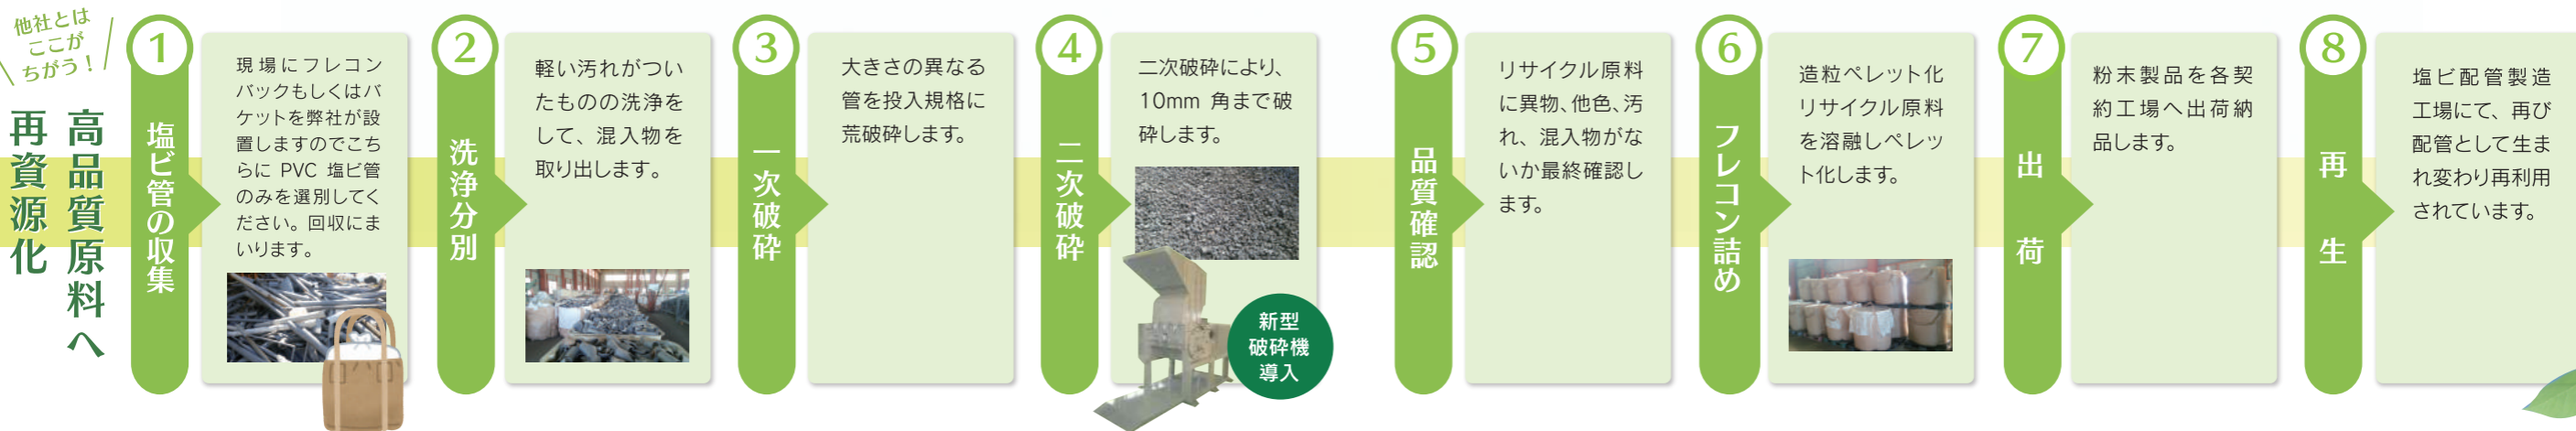 他社とは
ここが
ちがう！
高品質原料へ
再資源化
1
塩ビ管の収集
現場にフレコン
バックもしくはバ
ケットを弊社が設
置しますのでこち
らに PVC 塩ビ管
のみを選別してく
ださい。回収にま
いります。
2
洗浄分別
軽い汚れがつい
たものの洗浄を
して、混入物を
取り出します。
3
一次破砕
大きさの異なる
管を投入規格に
荒破砕します。
4
二次破砕
二次破砕により、
10mm 角まで破
砕します。
新型
破砕機
導入
5
品質確認
リサイクル原料
に異物、他色、汚
れ、混入物がな
いか最終確認し
ます。
6
フレコン詰め
造粒ペレット化
リサイクル原料
を溶融しペレッ
ト化します。
7
出荷
粉末製品を各契
約工場へ出荷納
品します。
8
再生
塩ビ配管製造
工場にて、再び
配管として生ま
れ変わり再利用
されています。